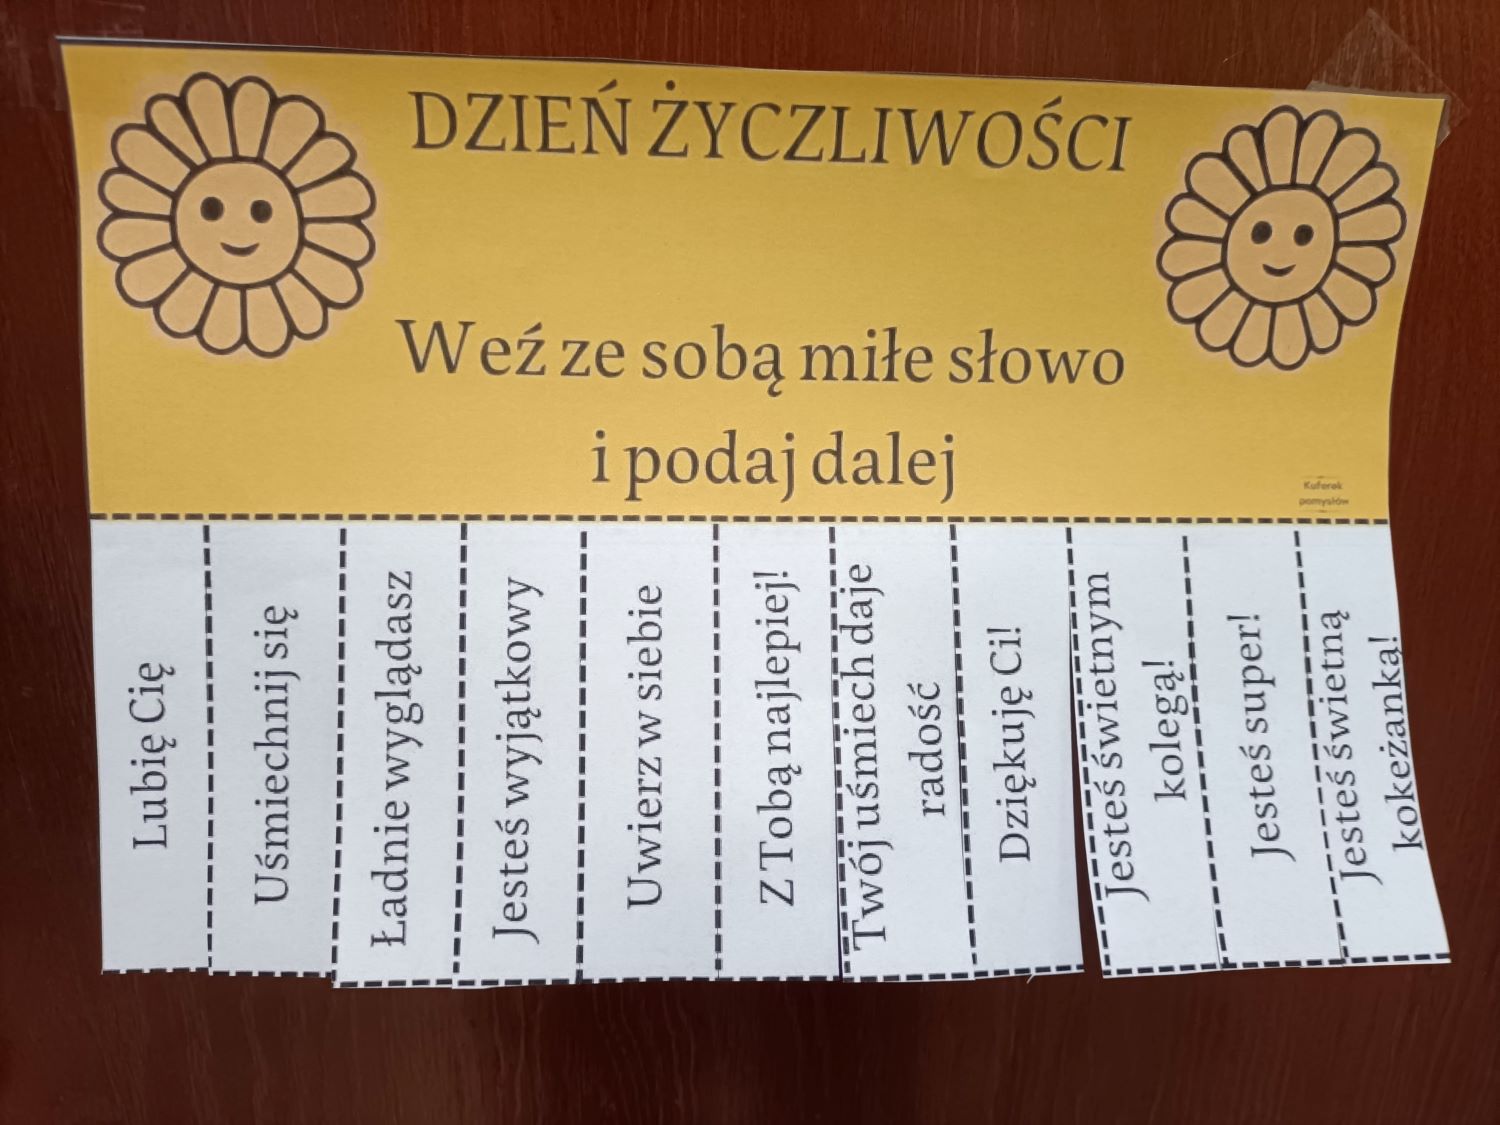 DZIEŃ ŻYCZLIWOŚCI
Weź ze sobą miłe słowo
i podaj dalej
Kuferek
pomysłów
Lubię Cię
Uśmiechnij się
Ładnie wyglądasz
Jesteś wyjątkowy
Uwierz w siebie
Z Tobą najlepiej!
Twój uśmiech daje
radość
Dziękuję Ci!
Jesteś świetnym
kolegą!
Jesteś super!
Jesteś świetną
kokeżanką!